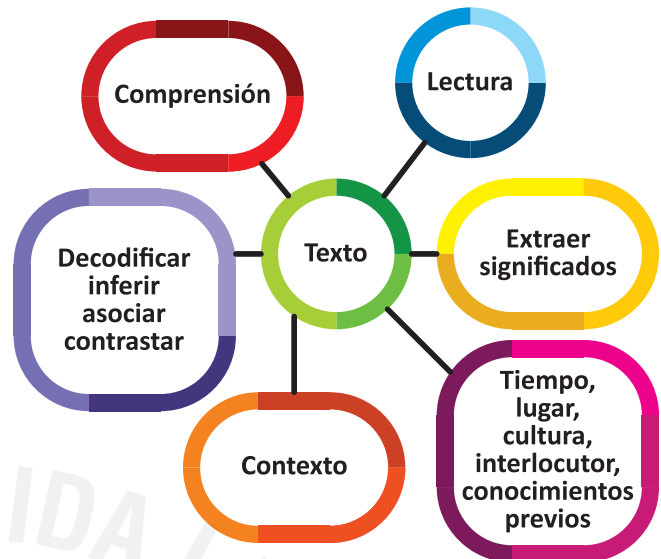 Comprensión
Lectura
Texto
Extraer
significados
Decodificar
inferir
asociar
contrastar
Tiempo,
lugar,
cultura,
interlocutor,
conocimientos
previos
Contexto
IDA